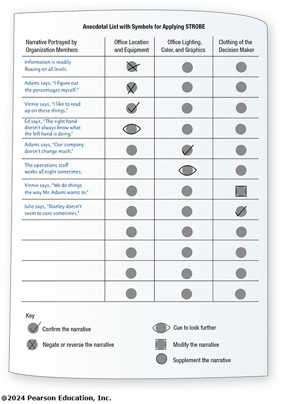 Anecdotal List with Symbols for Applying STROBE
Narrative Portrayed by
Organization Members
Office Location
and Equipment
Office Lighting,
Color, and Graphics
Clothing of the
Decision Maker
Information is readily
flowing on all levels.
Adams says, "I figure out
the percentages myself."
Vinnie says, "I like to read
up on these things."
Ed says, "The right hand
doesn't always know what
the left hand is doing."
Adams says, "Our company
doesn't change much."
The operations staff
works all night sometimes.
Vinnie says, "We do things
the way Mr. Adams wants to."
Julie says, "Stanley doesn't
seem to care sometimes."
Key
Confirm the narrative
Negate or reverse the narrative
Cue to look further
Modify the narrative
Supplement the narrative
©2024 Pearson Education, Inc.